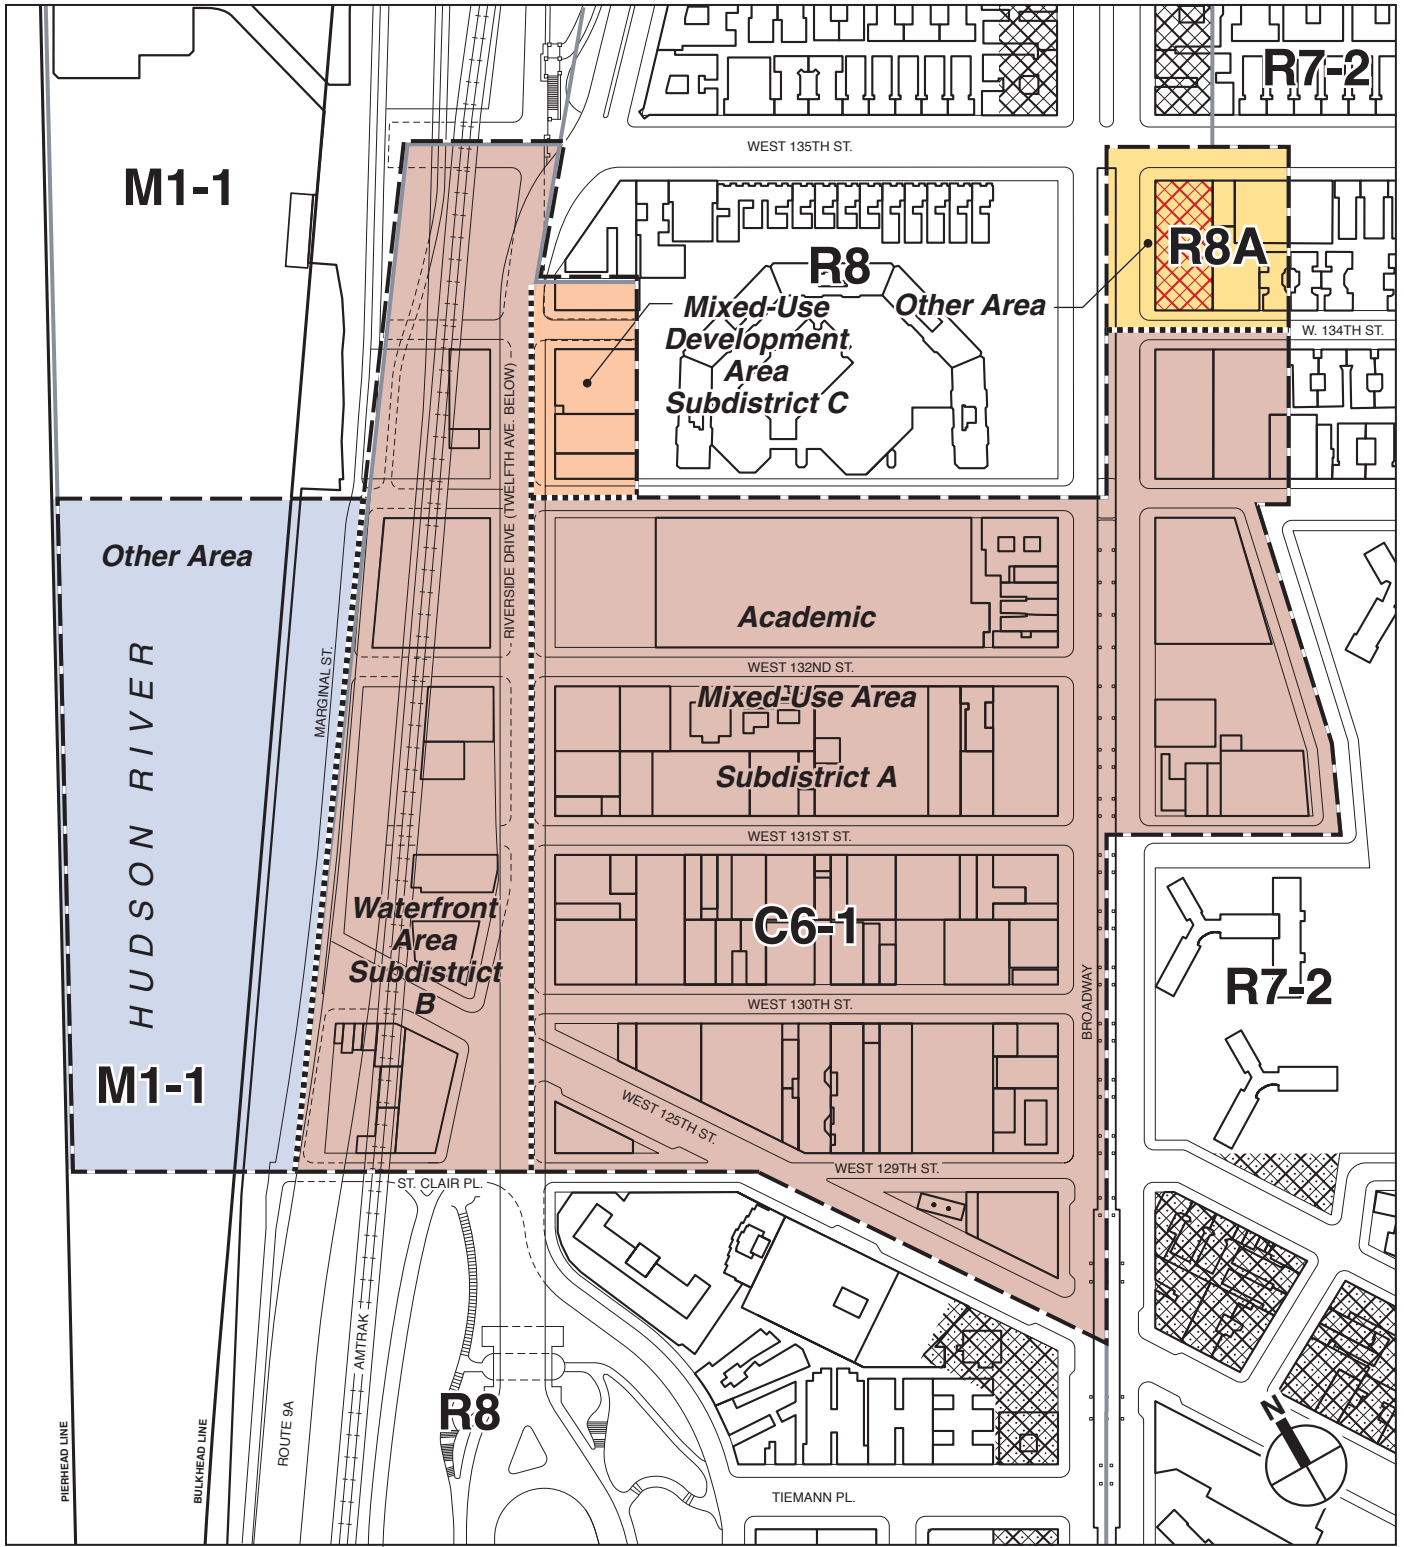 R7-2
WEST 135TH ST.
M1-1
R8A
R8
Other Area
Mixed-Use
Development
Area
Subdistrict C
W. 134TH ST.
RIVERSIDE DRIVE (TWELFTH AVE. BELOW)
Other Area
Academic
HUDSON RIVER
MARGINAL ST.
WEST 132ND ST.
Mixed-Use Area
Subdistrict A
WEST 131ST ST.
Waterfront
Area
Subdistrict
B
C6-1
BROADWAY
R7-2
WEST 130TH ST.
M1-1
WEST 125TH ST.
WEST 129TH ST.
ST. CLAIR PL.
AMTRAK
R8
N
ROUTE 9A
PIERHEAD LINE
BULKHEAD LINE
TIEMANN PL.